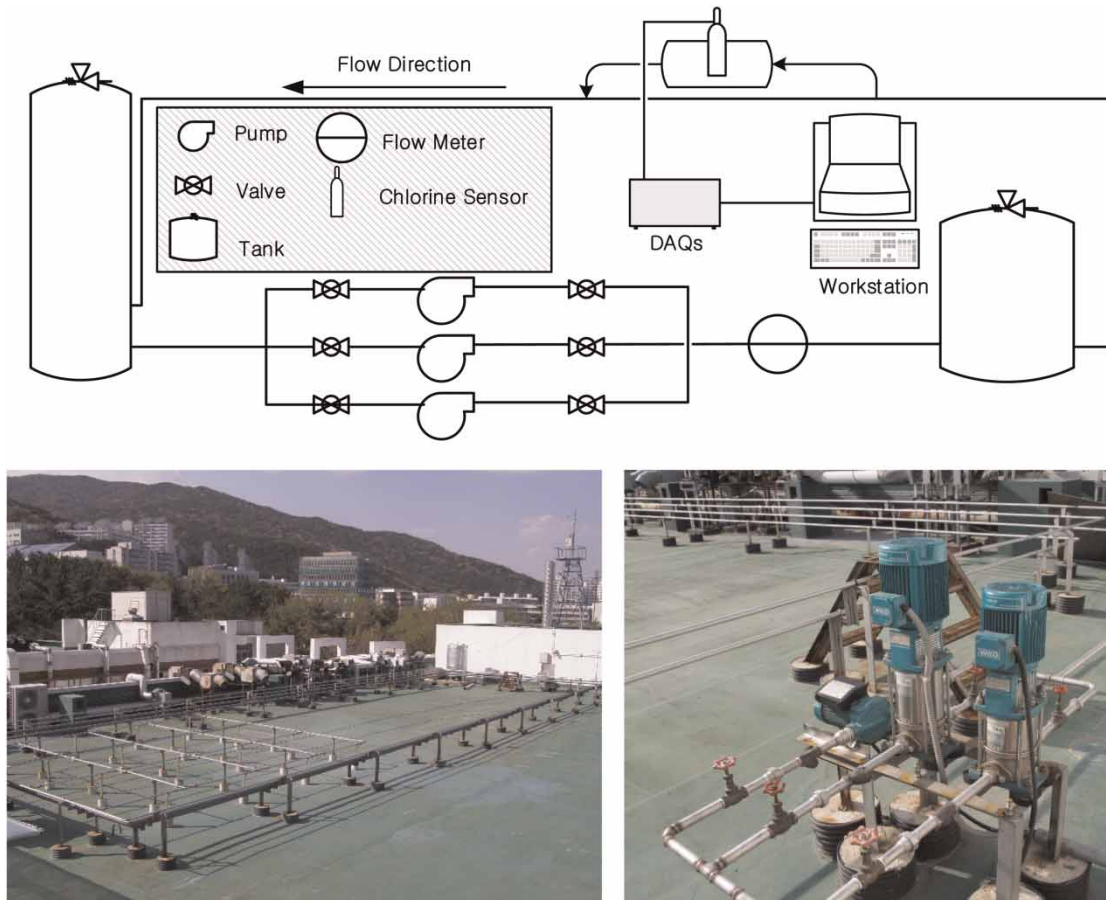 Flow Direction
Pump
Flow Meter
Valve
Chlorine Sensor
Tank
DAQs
Workstation